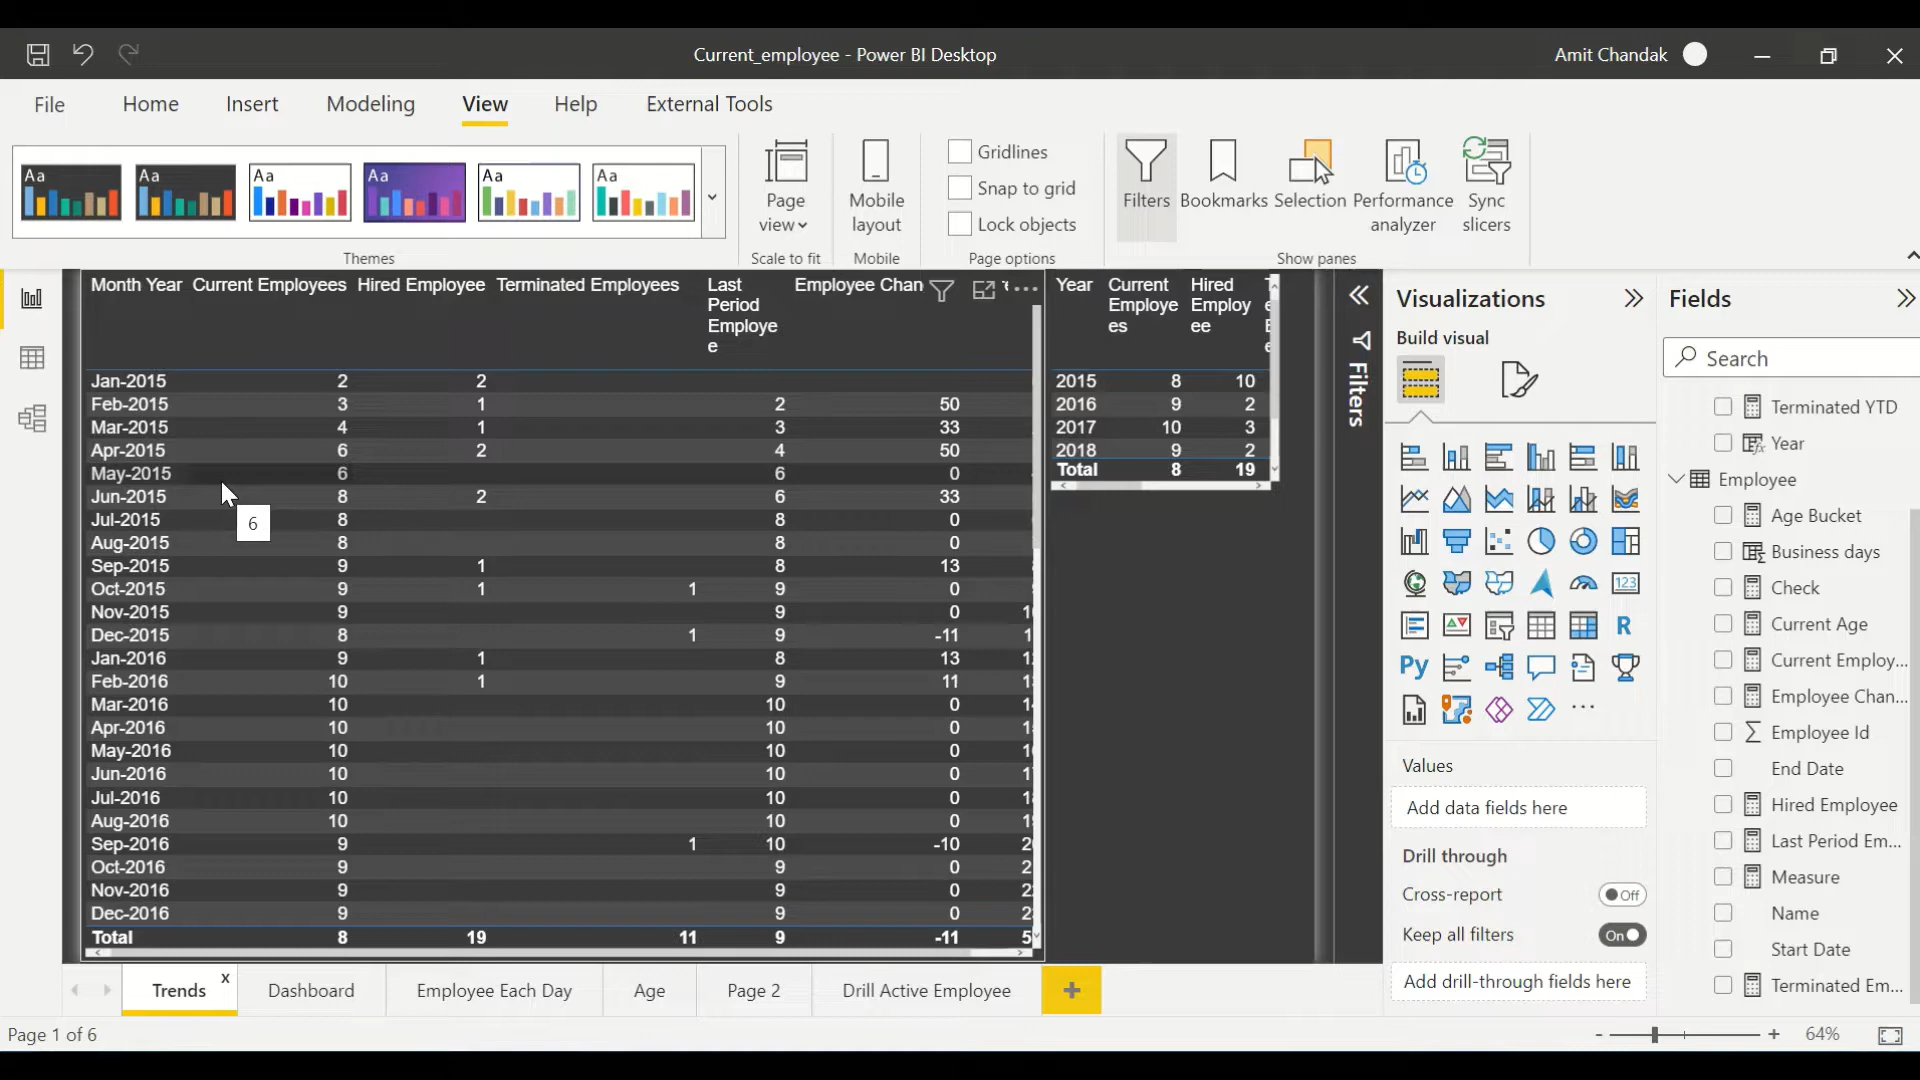 Current_employee - Power BI Desktop
Amit Chandak
File Home Insert Modeling View Help External Tools
Aa Aa Aa Aa Aa Aa
Page view
Mobile layout
Gridlines
Snap to grid
Lock objects
Filters Bookmarks Selection Performance analyzer Sync slicers
Themes Scale to fit Mobile Page options Show panes
Month Year Current Employees Hired Employee Terminated Employees Last Period Employe e Employee Chan
Jan-2015 2 2
Feb-2015 3 1 2 50
Mar-2015 4 1 3 33
Apr-2015 6 2 4 50
May-2015 6 6 0
Jun-2015 8 2 6 33
Jul-2015 8 8 0
Aug-2015 8 8 0
Sep-2015 9 1 8 13
Oct-2015 9 1 1 9 0
Nov-2015 9 9 0
Dec-2015 8 1 9 -11
Jan-2016 9 1 8 13
Feb-2016 10 1 9 11
Mar-2016 10 10 0
Apr-2016 10 10 0
May-2016 10 10 0
Jun-2016 10 10 0
Jul-2016 10 10 0
Aug-2016 10 10 0
Sep-2016 9 1 10 -10
Oct-2016 9 9 0
Nov-2016 9 9 0
Dec-2016 9 9 0
Total 8 19 11 9 -11
6
Year Current Employe es Hired Employ ee
2015 8 10
2016 9 2
2017 10 3
2018 9 2
Total 8 19
Filters
Visualizations
Build visual
123
R
Py
Values
Add data fields here
Drill through
Cross-report Off
Keep all filters On
Add drill-through fields here
Fields
Search
Terminated YTD
Year
Employee
Age Bucket
Business days
Check
Current Age
Current Employ...
Employee Chan...
Employee Id
End Date
Hired Employee
Last Period Em...
Measure
Name
Start Date
Terminated Em...
Trends x Dashboard Employee Each Day Age Page 2 Drill Active Employee +
Page 1 of 6
- + 64%